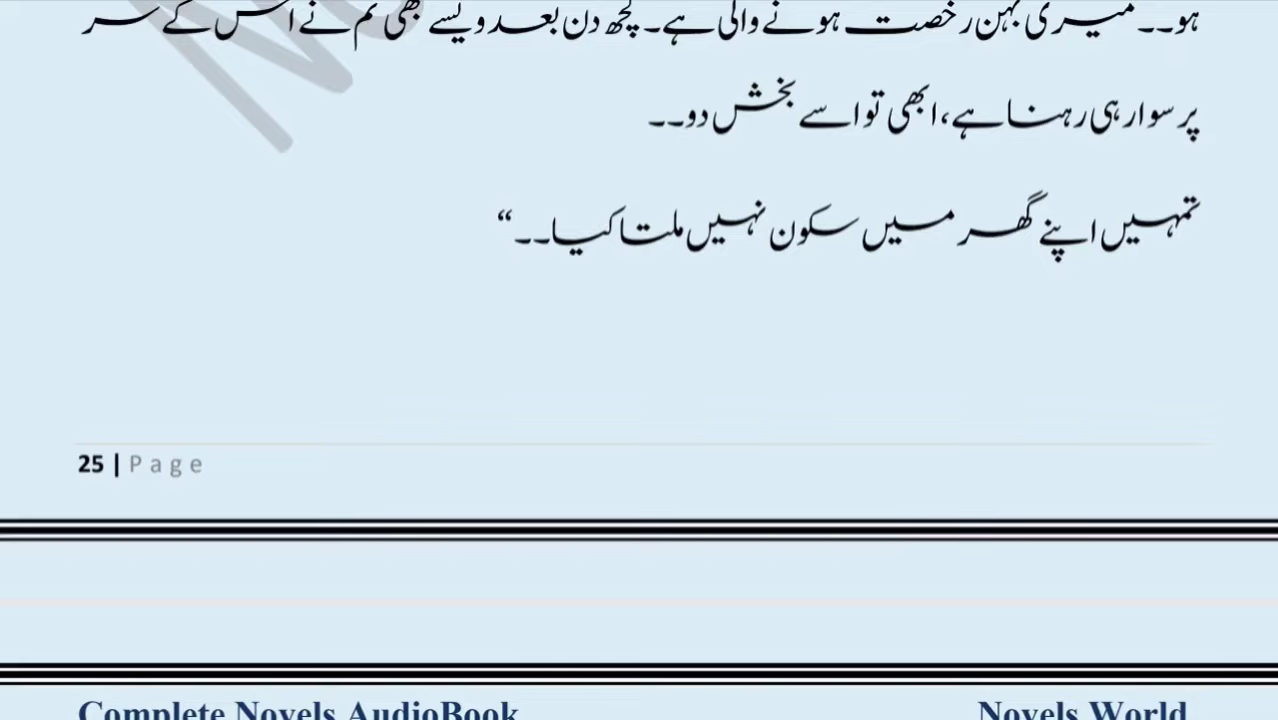 ہو۔۔ میری بہن رخصت ہونے والی ہے۔ کچھ دن بعد ویسے بھی تم نے اس کے سر
پر سوار ہی رہنا ہے، ابھی تو اسے بخش دو۔۔
تمہیں اپنے گھر میں سکون نہیں ملتا کیا۔۔“
25 | Page
Complete Novels AudioBook
Novels World